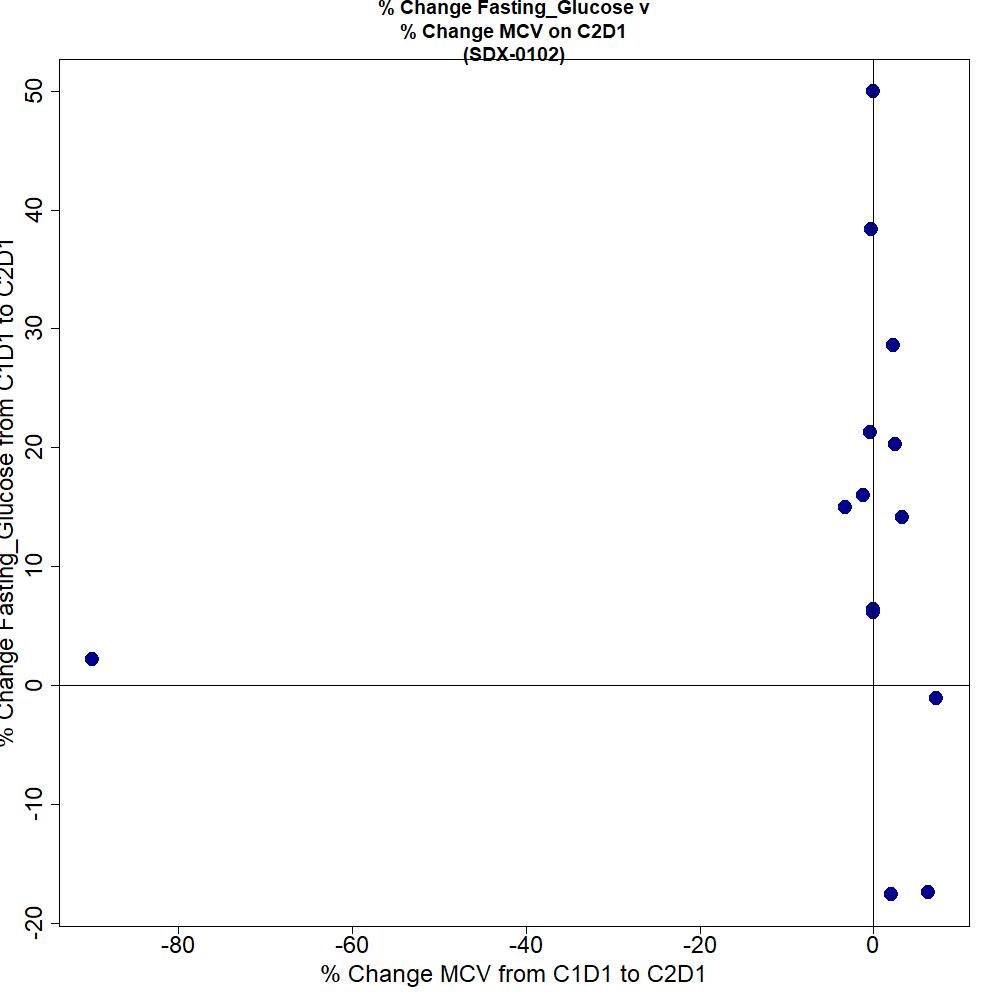 % Change Fasting_Glucose v
% Change MCV on C2D1
(SDX-0102)
% Change Fasting_Glucose from C1D1 to C2D1
50
40
30
20
10
0
-10
-20
-80
-60
-40
-20
0
% Change MCV from C1D1 to C2D1